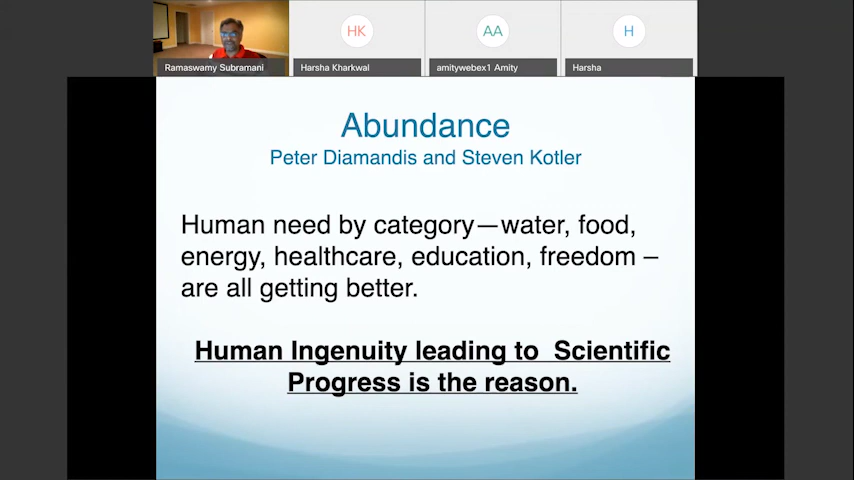 HK
AA
H
Ramaswamy Subramani
Harsha Kharkwal
amitywebex1 Amity
Harsha
Abundance
Peter Diamandis and Steven Kotler
Human need by category—water, food,
energy, healthcare, education, freedom –
are all getting better.
Human Ingenuity leading to Scientific
Progress is the reason.